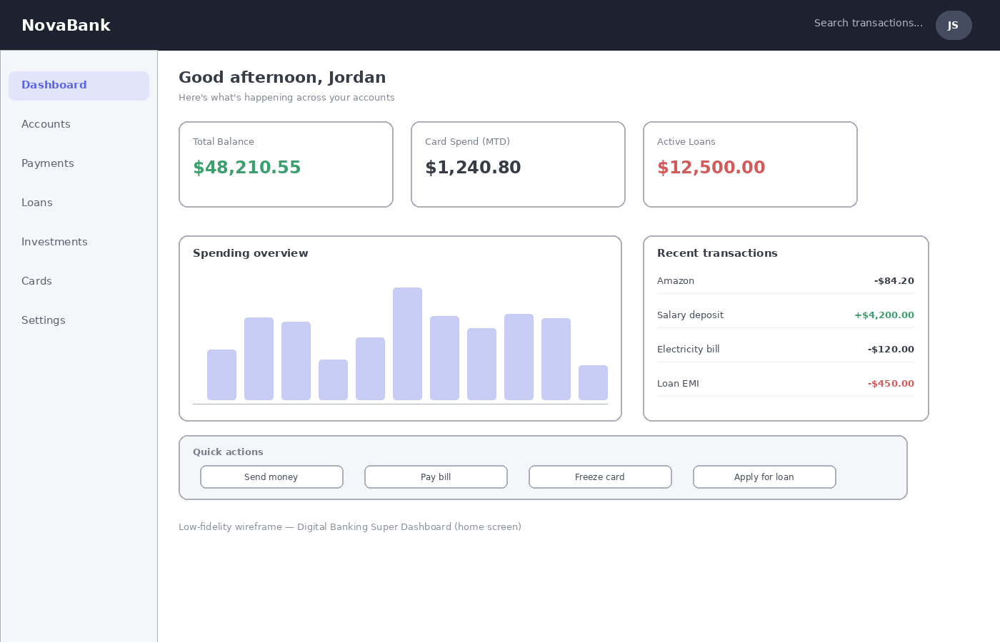 NovaBank
Search transactions...
JS
Dashboard
Accounts
Payments
Loans
Investments
Cards
Settings
Good afternoon, Jordan
Here's what's happening across your accounts
Total Balance
$48,210.55
Card Spend (MTD)
$1,240.80
Active Loans
$12,500.00
Spending overview
Recent transactions
Amazon -$84.20
Salary deposit +$4,200.00
Electricity bill -$120.00
Loan EMI -$450.00
Quick actions
Send money
Pay bill
Freeze card
Apply for loan
Low-fidelity wireframe — Digital Banking Super Dashboard (home screen)